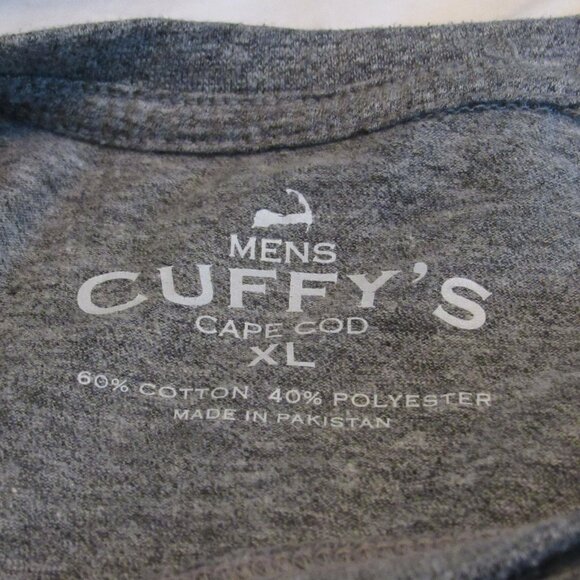 MENS
CUFFY'S
CAPE COD
XL
60% COTTON 40% POLYESTER
MADE IN PAKISTAN